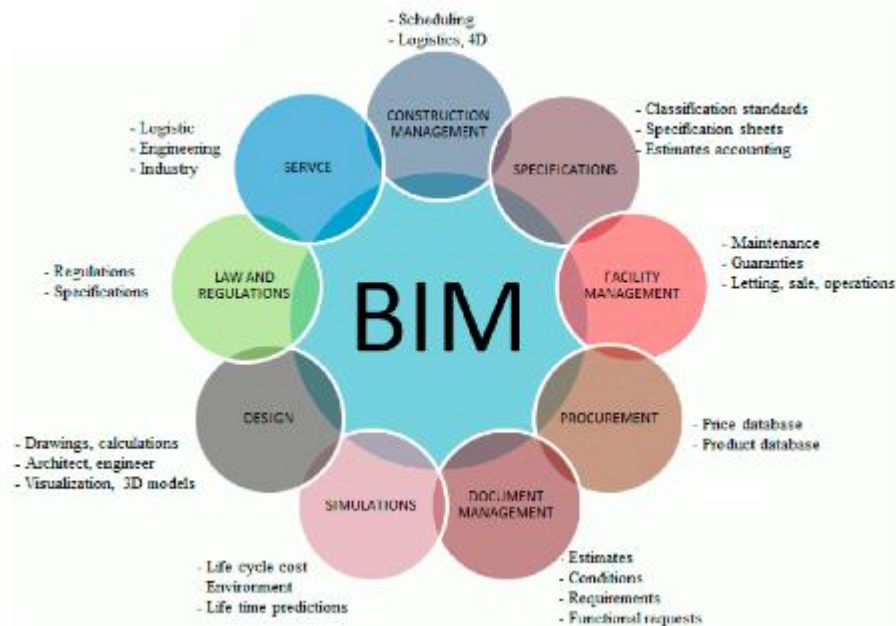 - Scheduling
- Logistics, 4D
CONSTRUCTION
MANAGEMENT
- Classification standards
- Specification sheets
- Estimates accounting
SPECIFICATIONS
- Logistic
- Engineering
- Industry
SERVCE
- Maintenance
- Guaranties
- Letting, sale, operations
FACILITY
MANAGEMENT
- Regulations
- Specifications
LAW AND
REGULATIONS
BIM
DESIGN
- Drawings, calculations
- Architect, engineer
- Visualization, 3D models
PROCUREMENT
- Price database
- Product database
SIMULATIONS
- Life cycle cost
Environment
- Life time predictions
DOCUMENT
MANAGEMENT
- Estimates
- Conditions
- Requirements
- Functional requests